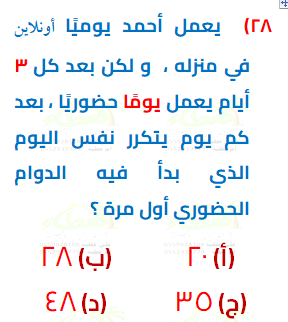 ٢٨) يعمل أحمد يوميًا أونلاين
في منزله ، و لكن بعد كل ٣
أيام يعمل يومًا حضوريًا ، بعد
كم يوم يتكرر نفس اليوم
الذي بدأ فيه الدوام
الحضوري أول مرة ؟
(أ) ٢٠ (ب) ٢٨
(ج) ٣٥ (د) ٤٨